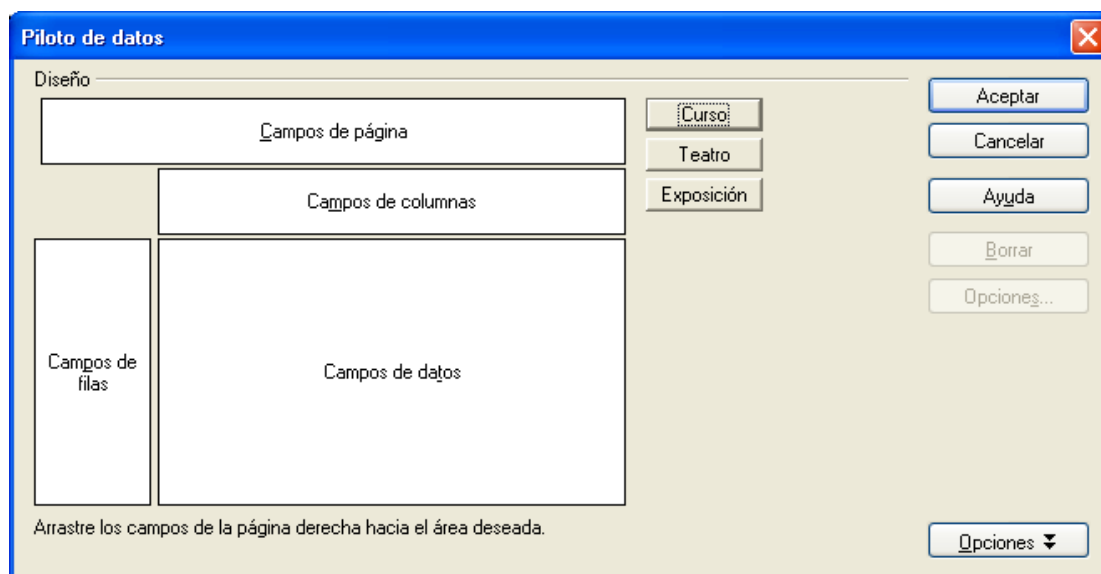 Piloto de datos
Diseño
Campos de página
Campos de columnas
Campos de
filas
Campos de datos
Curso
Teatro
Exposición
Aceptar
Cancelar
Ayuda
Borrar
Opciones...
Arrastre los campos de la página derecha hacia el área deseada.
Opciones